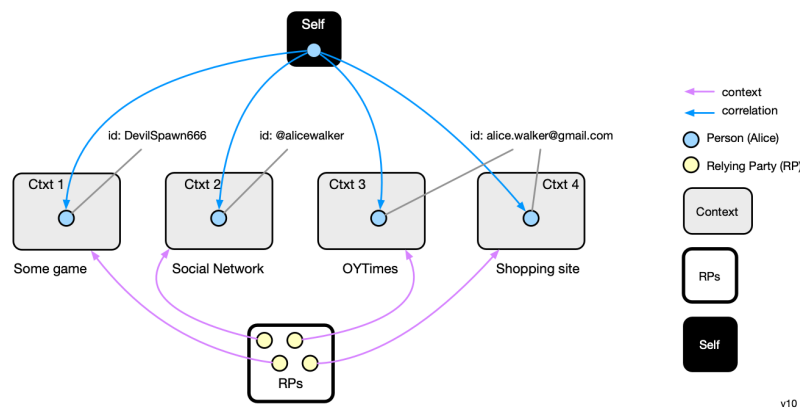 Self
context
correlation
id: DevilSpawn666
id: @alicewalker
id: alice.walker@gmail.com
Person (Alice)
Relying Party (RP)
Ctxt 1
Ctxt 2
Ctxt 3
Ctxt 4
Context
Some game
Social Network
OYTimes
Shopping site
RPs
Self
RPs
v10